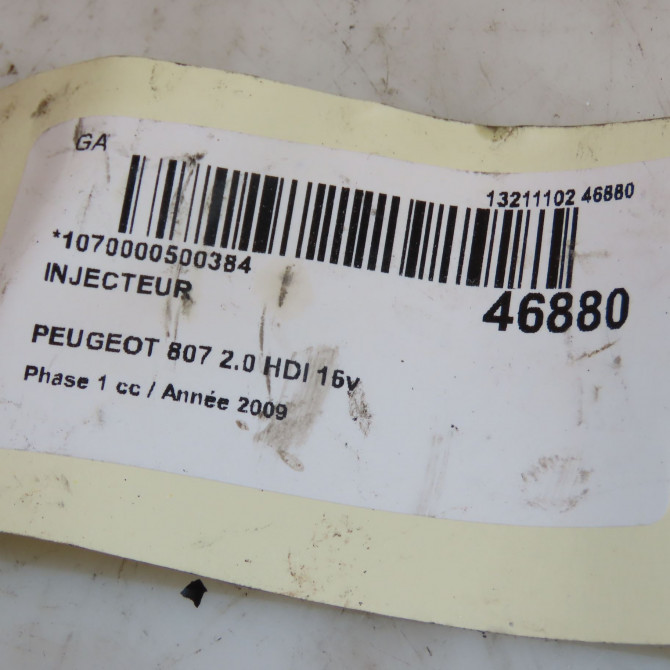 GA
13211102 46880
*1070000500384
INJECTEUR
46880
PEUGEOT 807 2.0 HDI 16v
Phase 1 cc / Année 2009